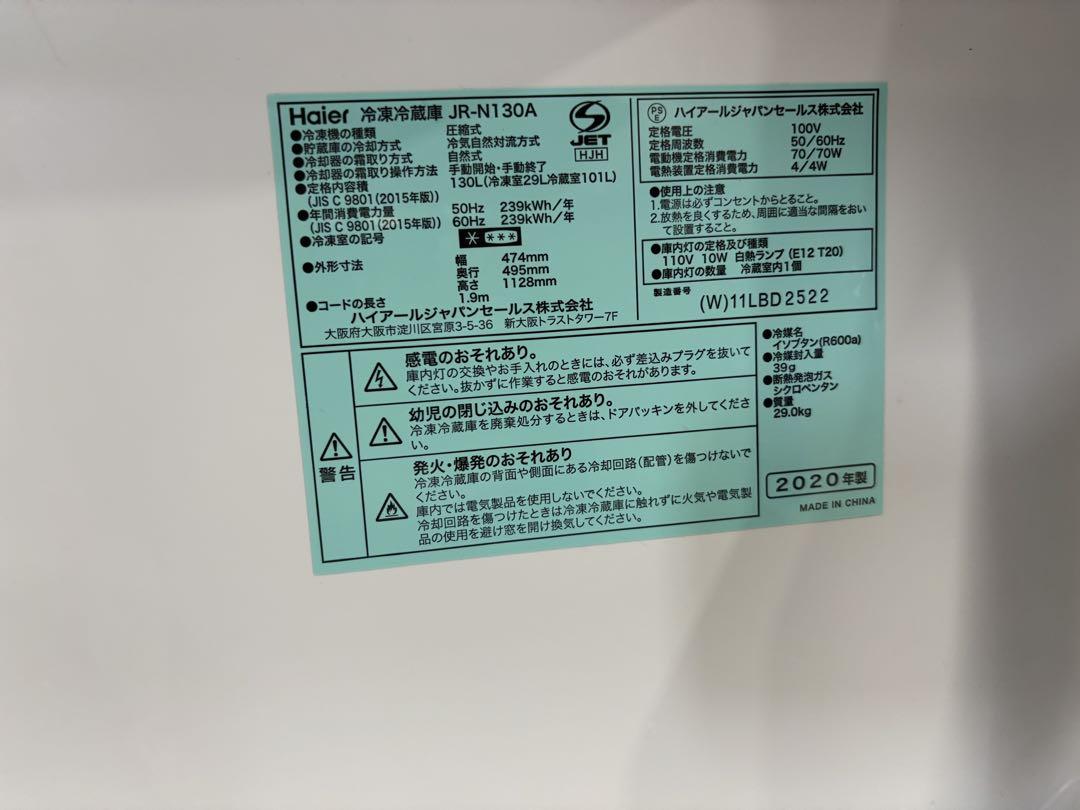 Haier 冷凍冷蔵庫 JR-N130A
JET
HJH
●冷凍機の種類 圧縮式
●貯蔵庫の冷却方式 冷気自然対流方式
●冷却器の霜取り方式 自然式
●冷却器の霜取り操作方法 手動開始・手動終了
●定格内容積 130L(冷凍室29L冷蔵室101L)
(JIS C 9801(2015年版))
●年間消費電力量 50Hz 239kWh/年
(JIS C 9801(2015年版)) 60Hz 239kWh/年
●冷凍室の記号 * ***
●外形寸法 幅 474mm
奥行 495mm
高さ 1128mm
●コードの長さ 1.9m
ハイアールジャパンセールス株式会社
大阪府大阪市淀川区宮原3-5-36 新大阪トラストタワー7F
PSE ハイアールジャパンセールス株式会社
定格電圧 100V
定格周波数 50/60Hz
電動機定格消費電力 70/70W
電熱装置定格消費電力 4/4W
●使用上の注意
1.電源は必ずコンセントからとること。
2.放熱を良くするため、周囲に適当な間隔をおい
て設置すること。
●庫内灯の定格及び種類
110V 10W 白熱ランプ (E12 T20)
●庫内灯の数量 冷蔵室内1個
製造番号
(W)11LBD2522
警告
感電のおそれあり。
庫内灯の交換やお手入れのときには、必ず差込みプラグを抜いて
ください。抜かずに作業すると感電のおそれがあります。
幼児の閉じ込みのおそれあり。
冷凍冷蔵庫を廃棄処分するときは、ドアパッキンを外してくださ
い。
発火・爆発のおそれあり
冷凍冷蔵庫の背面や側面にある冷却回路(配管)を傷つけないで
ください。
庫内では電気製品を使用しないでください。
冷却回路を傷つけたときは冷凍冷蔵庫に触れずに火気や電気製
品の使用を避け窓を開け換気してください。
●冷媒名
イソブタン(R600a)
●冷媒封入量
39g
●断熱発泡ガス
シクロペンタン
●質量
29.0kg
2020年製
MADE IN CHINA